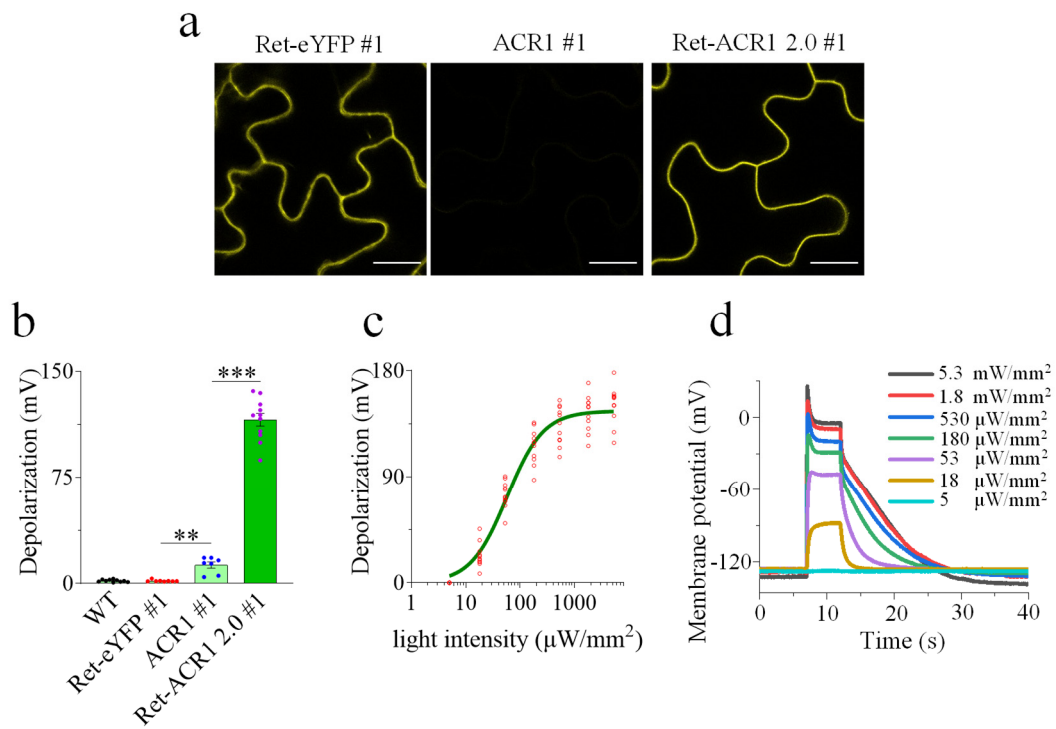 a
Ret-eYFP #1 ACR1 #1 Ret-ACR1 2.0 #1
b
Depolarization (mV)
150
75
0
***
**
WT
Ret-eYFP #1
ACR1 #1
Ret-ACR1 2.0 #1
c
Depolarization (mV)
180
90
0
1 10 100 1000
light intensity (µW/mm²)
d
Membrane potential (mV)
0
-60
-120
0 10 20 30 40
Time (s)
5.3 mW/mm²
1.8 mW/mm²
530 µW/mm²
180 µW/mm²
53 µW/mm²
18 µW/mm²
5 µW/mm²